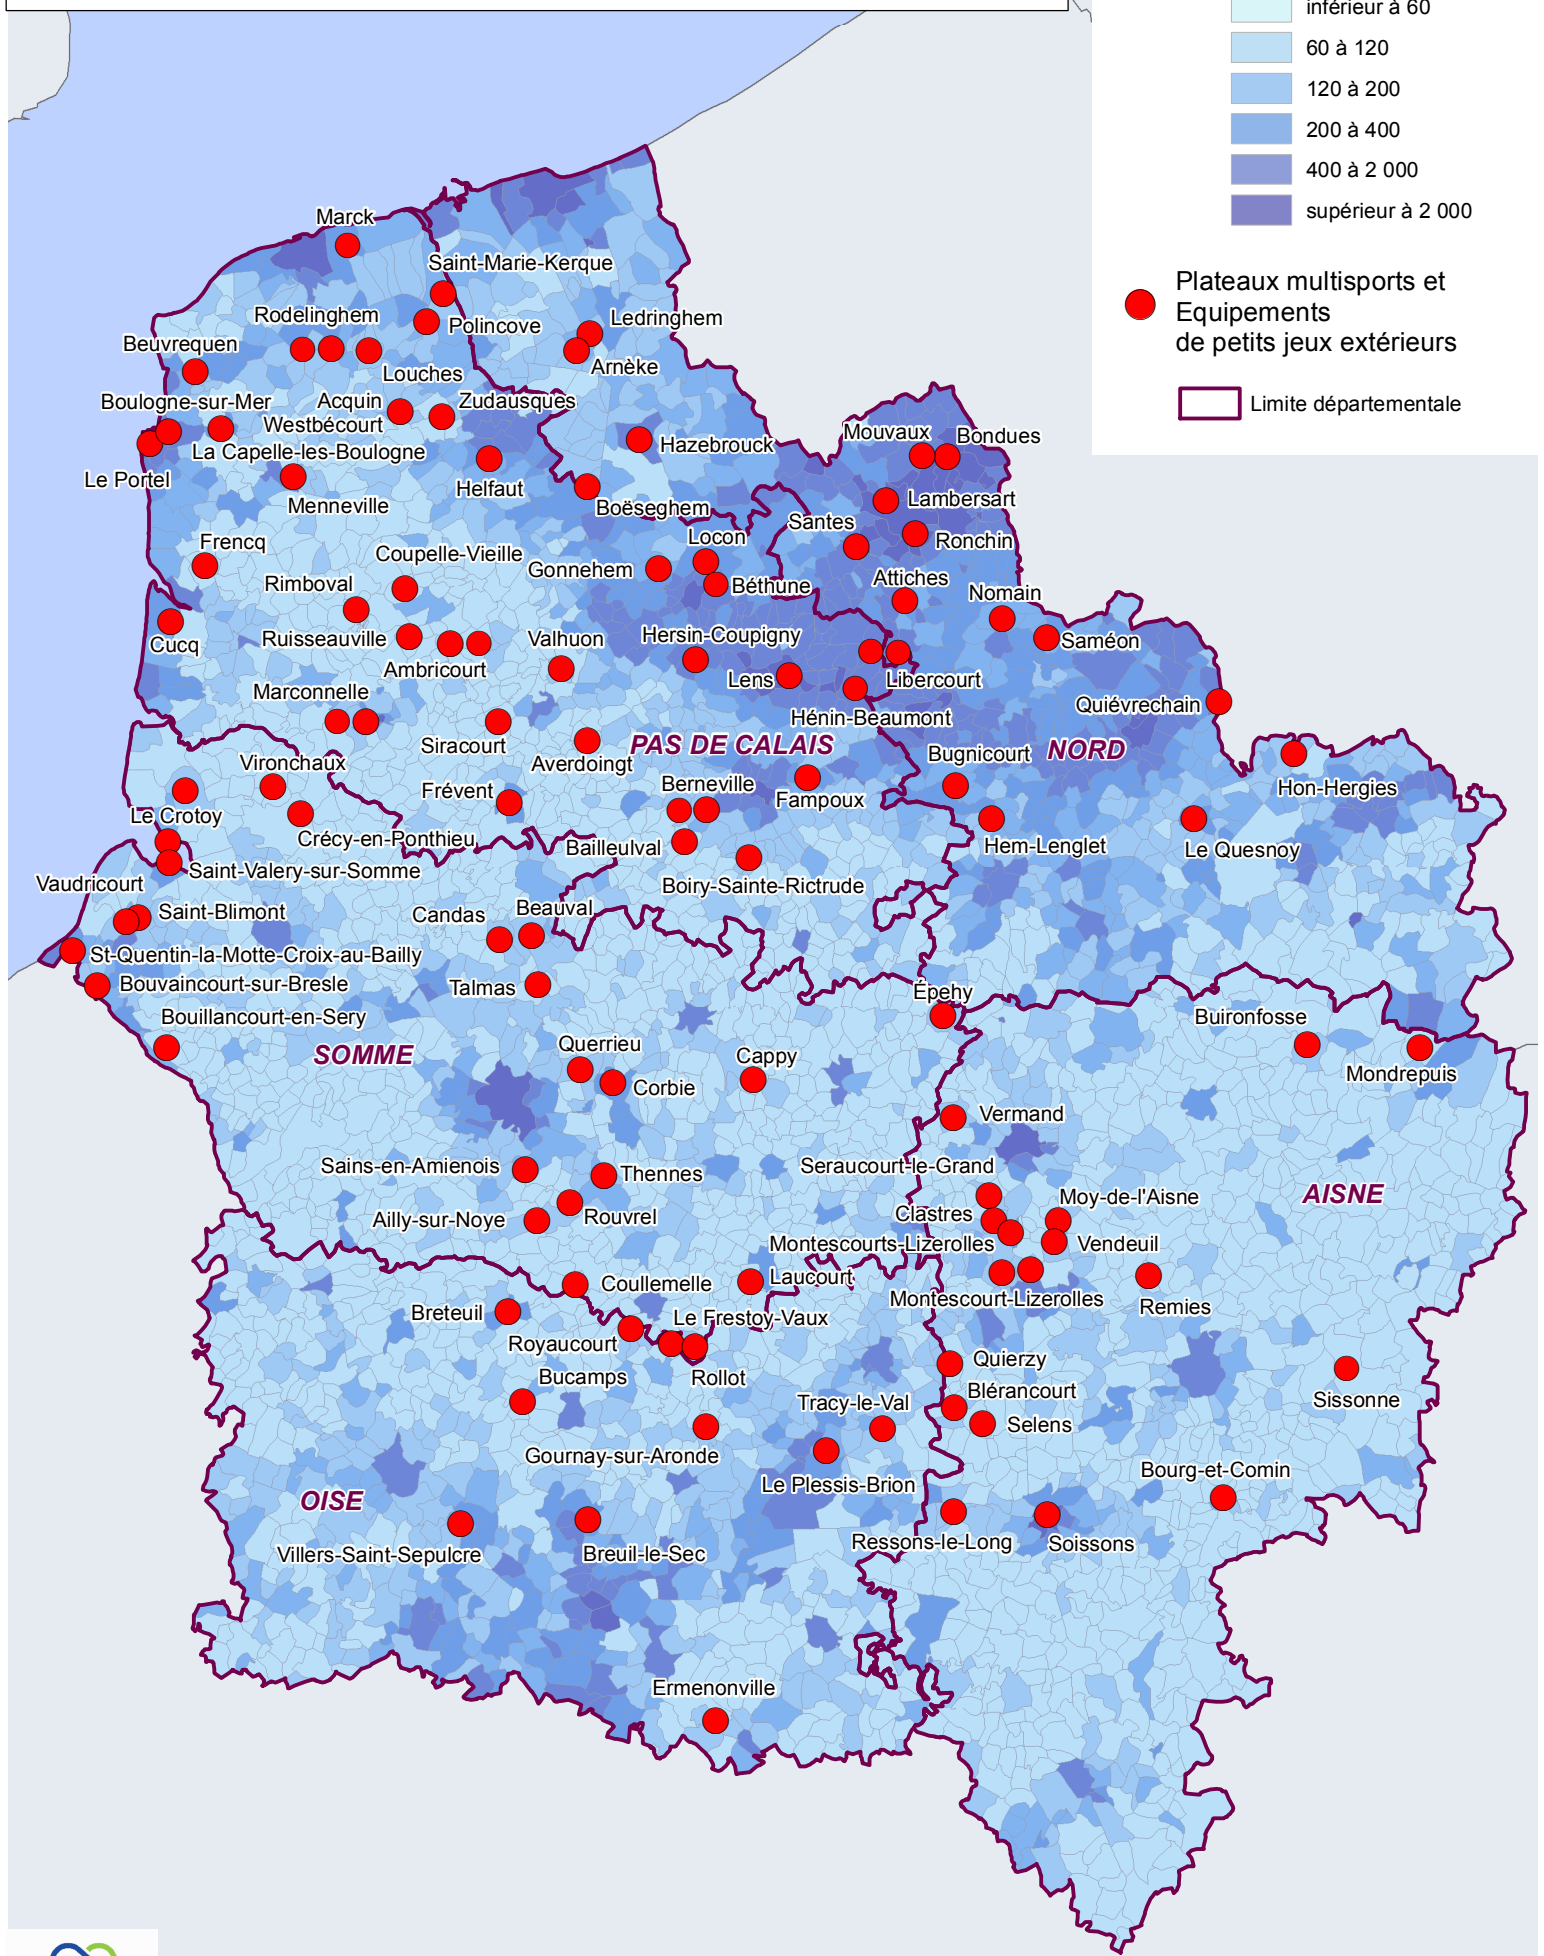 inférieur à 60
60 à 120
120 à 200
200 à 400
400 à 2 000
supérieur à 2 000
Plateaux multisports et
Equipements
de petits jeux extérieurs
Limite départementale
Marck
Saint-Marie-Kerque
Rodelinghem
Polincove
Ledringhem
Beuvrequen
Louches
Arnèke
Boulogne-sur-Mer
Acquin
Westbécourt
Zudausques
La Capelle-les-Boulogne
Hazebrouck
Mouvaux
Bondues
Le Portel
Menneville
Helfaut
Boëseghem
Lambersart
Santes
Ronchin
Frencq
Coupelle-Vieille
Locon
Gonnehem
Béthune
Attiches
Nomain
Rimboval
Cucq
Ruisseauville
Ambricourt
Valhuon
Hersin-Coupigny
Saméon
Lens
Libercourt
Marconnelle
Hénin-Beaumont
Quiévrechain
Siracourt
Averdoingt
PAS DE CALAIS
NORD
Bugnicourt
Vironchaux
Frévent
Berneville
Fampoux
Hon-Hergies
Le Crotoy
Crécy-en-Ponthieu
Bailleulval
Hem-Lenglet
Le Quesnoy
Saint-Valery-sur-Somme
Boiry-Sainte-Rictrude
Vaudricourt
Saint-Blimont
Candas
Beauval
St-Quentin-la-Motte-Croix-au-Bailly
Bouvaincourt-sur-Bresle
Talmas
Épehy
Bouillancourt-en-Sery
Buironfosse
SOMME
Querrieu
Cappy
Mondrepuis
Corbie
Vermand
Sains-en-Amienois
Thennes
Seraucourt-le-Grand
AISNE
Moy-de-l'Aisne
Ailly-sur-Noye
Rouvrel
Clastres
Montescourts-Lizerolles
Vendeuil
Coullemelle
Laucourt
Montescourt-Lizerolles
Remies
Breteuil
Le Frestoy-Vaux
Royaucourt
Rollot
Quierzy
Bucamps
Blérancourt
Sissonne
Tracy-le-Val
Selens
Gournay-sur-Aronde
Bourg-et-Comin
Le Plessis-Brion
OISE
Villers-Saint-Sepulcre
Breuil-le-Sec
Ressons-le-Long
Soissons
Ermenonville